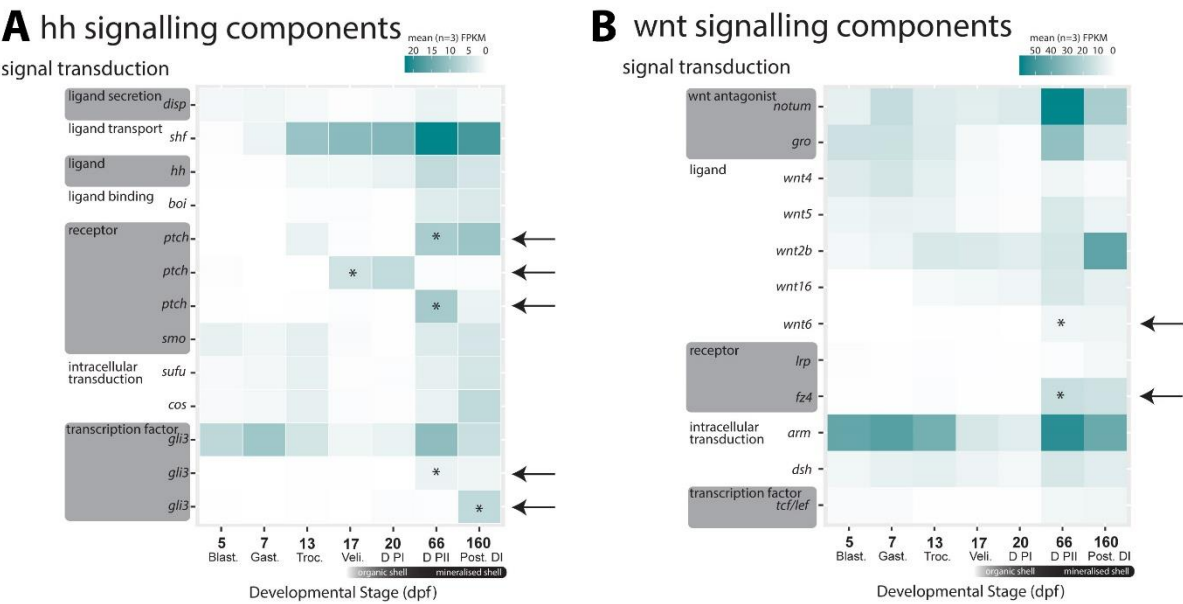 A hh signalling components
mean (n=3) FPKM
20 15 10 5 0
signal transduction
ligand secretion
disp
ligand transport
shf
ligand
hh
ligand binding
boi
receptor
ptch
*
ptch
*
ptch
*
smo
intracellular
transduction
sufu
cos
transcription factor
gli3
gli3
*
gli3
*
5 7 13 17 20 66 160
Blast. Gast. Troc. Veli. D PI D PII Post. DI
organic shell mineralised shell
Developmental Stage (dpf)
B wnt signalling components
mean (n=3) FPKM
50 40 30 20 10 0
signal transduction
wnt antagonist
notum
gro
ligand
wnt4
wnt5
wnt2b
wnt16
wnt6
*
receptor
lrp
fz4
*
intracellular
transduction
arm
dsh
transcription factor
tcf/lef
5 7 13 17 20 66 160
Blast. Gast. Troc. Veli. D PI D PII Post. DI
organic shell mineralised shell
Developmental Stage (dpf)